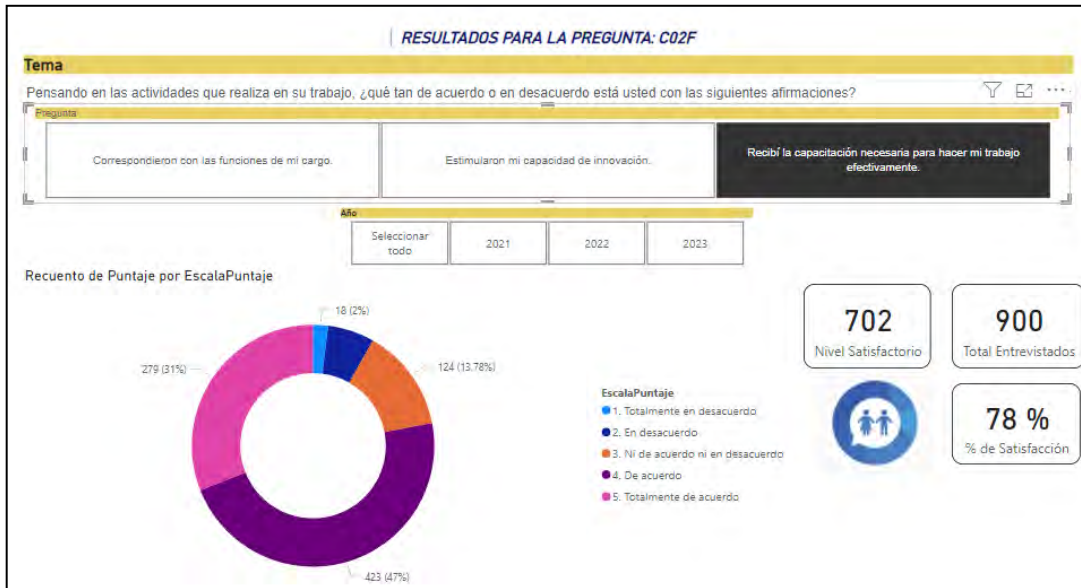 RESULTADOS PARA LA PREGUNTA: C02F
Tema
Pensando en las actividades que realiza en su trabajo, ¿qué tan de acuerdo o en desacuerdo está usted con las siguientes afirmaciones?
Pregunta
Correspondieron con las funciones de mi cargo.
Estimularon mi capacidad de innovación.
Recibí la capacitación necesaria para hacer mi trabajo
efectivamente.
Año
Seleccionar
todo
2021
2022
2023
Recuento de Puntaje por EscalaPuntaje
18 (2%)
124 (13.78%)
279 (31%)
423 (47%)
EscalaPuntaje
1. Totalmente en desacuerdo
2. En desacuerdo
3. Ni de acuerdo ni en desacuerdo
4. De acuerdo
5. Totalmente de acuerdo
702
Nivel Satisfactorio
900
Total Entrevistados
78 %
% de Satisfacción